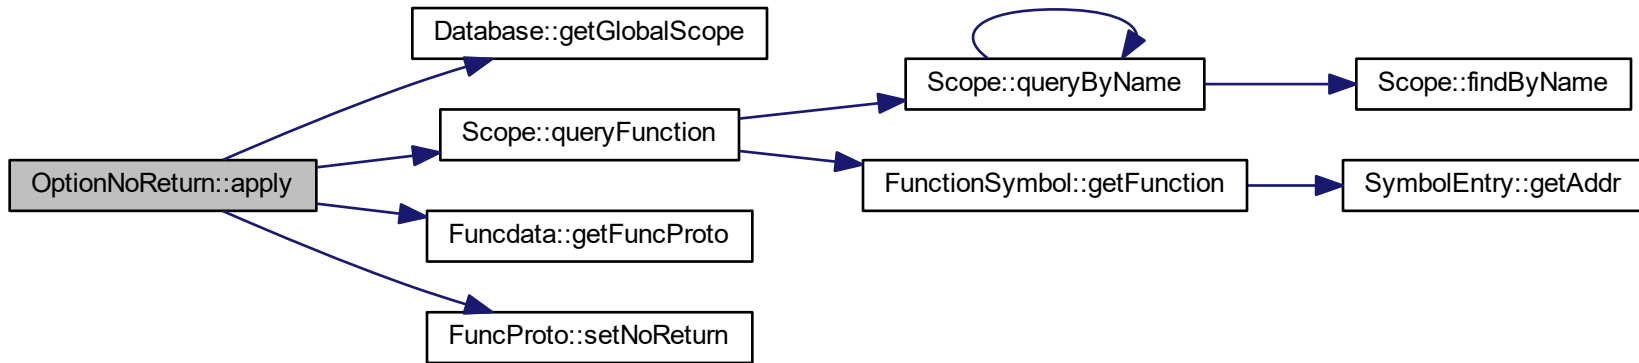 Database::getGlobalScope
Scope::queryByName
Scope::findByName
Scope::queryFunction
OptionNoReturn::apply
FunctionSymbol::getFunction
SymbolEntry::getAddr
Funcdata::getFuncProto
FuncProto::setNoReturn